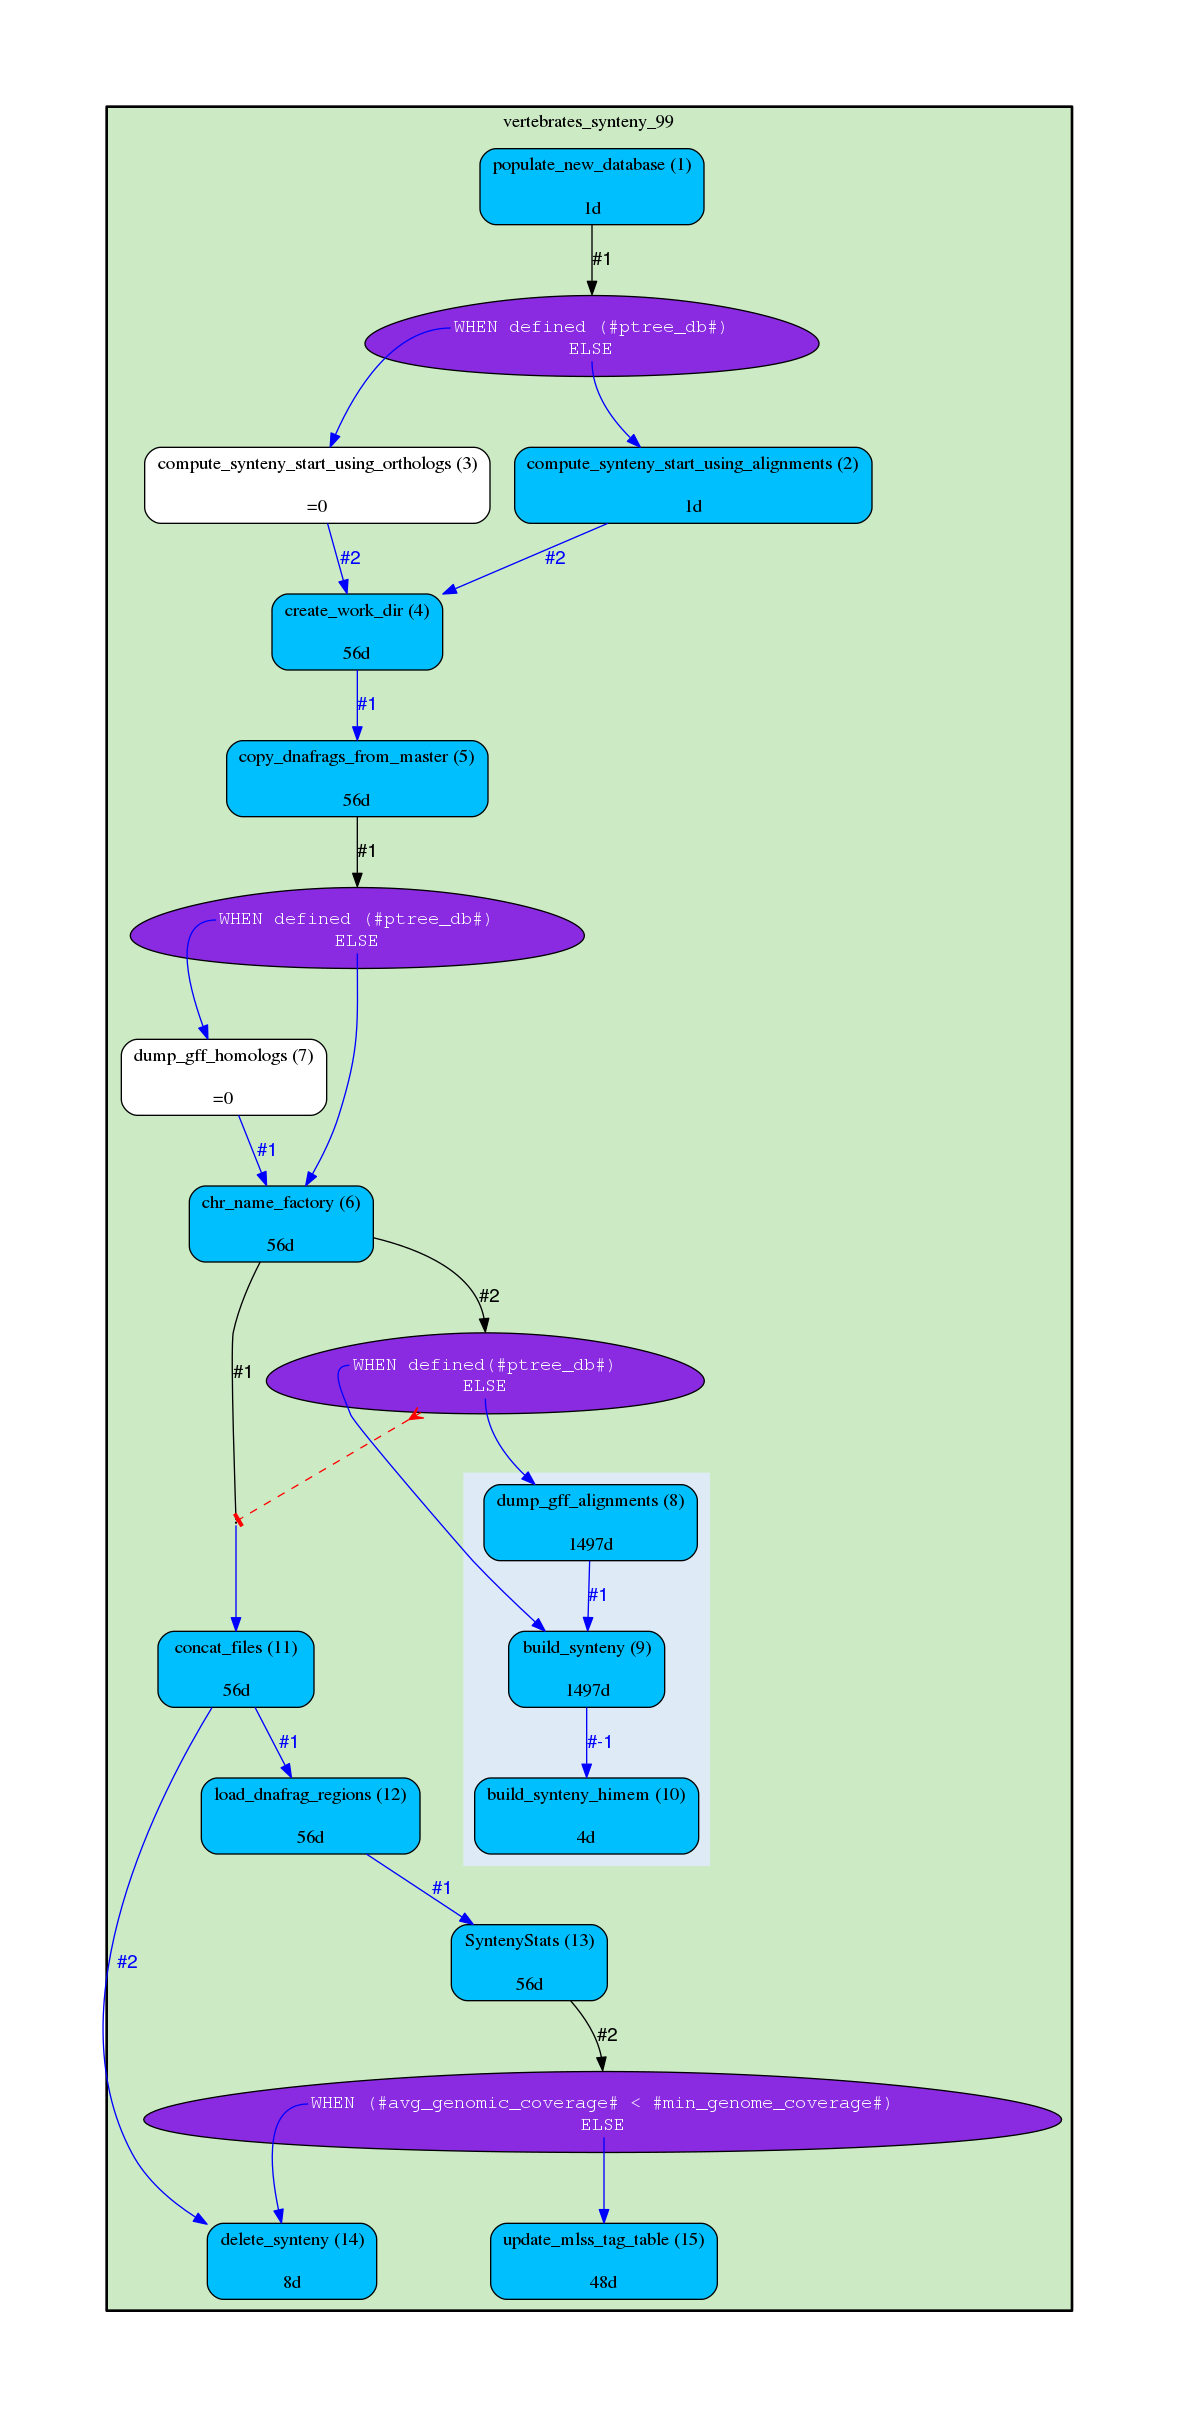 vertebrates_synteny_99
populate_new_database (1)
1d
#1
WHEN defined (#ptree_db#)
ELSE
compute_synteny_start_using_orthologs (3)
=0
compute_synteny_start_using_alignments (2)
1d
#2
#2
create_work_dir (4)
56d
#1
copy_dnafrags_from_master (5)
56d
#1
WHEN defined (#ptree_db#)
ELSE
dump_gff_homologs (7)
=0
#1
chr_name_factory (6)
56d
#2
#1
WHEN defined(#ptree_db#)
ELSE
dump_gff_alignments (8)
1497d
#1
concat_files (11)
56d
build_synteny (9)
1497d
#1
#-1
load_dnafrag_regions (12)
56d
build_synteny_himem (10)
4d
#1
SyntenyStats (13)
56d
#2
#2
WHEN (#avg_genomic_coverage# < #min_genome_coverage#)
ELSE
delete_synteny (14)
8d
update_mlss_tag_table (15)
48d